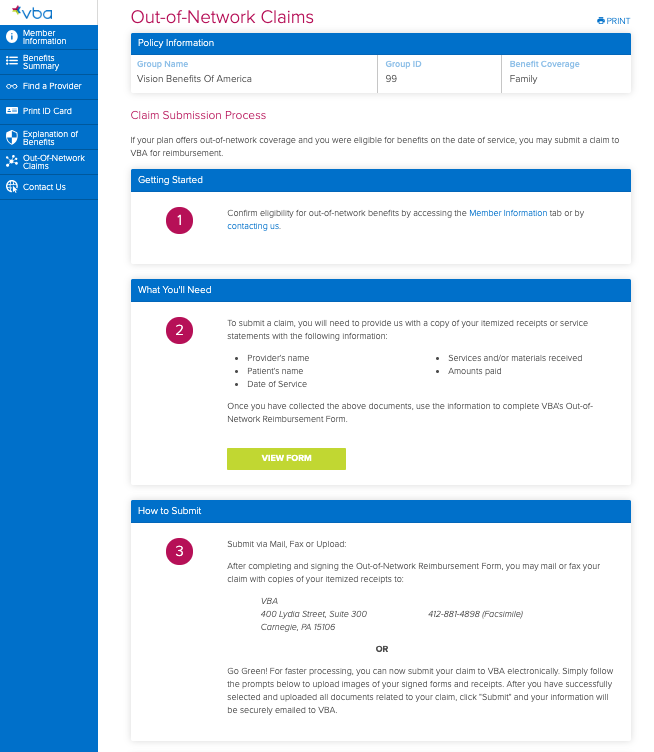 vba
Member
Information
Benefits
Summary
Find a Provider
Print ID Card
Explanation of
Benefits
Out-Of-Network
Claims
Contact Us
Out-of-Network Claims
PRINT
Policy Information
Group Name Group ID Benefit Coverage
Vision Benefits Of America 99 Family
Claim Submission Process
If your plan offers out-of-network coverage and you were eligible for benefits on the date of service, you may submit a claim to
VBA for reimbursement.
Getting Started
1
Confirm eligibility for out-of-network benefits by accessing the Member Information tab or by
contacting us.
What You'll Need
2
To submit a claim, you will need to provide us with a copy of your itemized receipts or service
statements with the following information:
• Provider's name • Services and/or materials received
• Patient's name • Amounts paid
• Date of Service
Once you have collected the above documents, use the information to complete VBA's Out-of-
Network Reimbursement Form.
VIEW FORM
How to Submit
3
Submit via Mail, Fax or Upload:
After completing and signing the Out-of-Network Reimbursement Form, you may mail or fax your
claim with copies of your itemized receipts to:
VBA
400 Lydia Street, Suite 300 412-881-4898 (Facsimile)
Carnegie, PA 15106
OR
Go Green! For faster processing, you can now submit your claim to VBA electronically. Simply follow
the prompts below to upload images of your signed forms and receipts. After you have successfully
selected and uploaded all documents related to your claim, click "Submit" and your information will
be securely emailed to VBA.